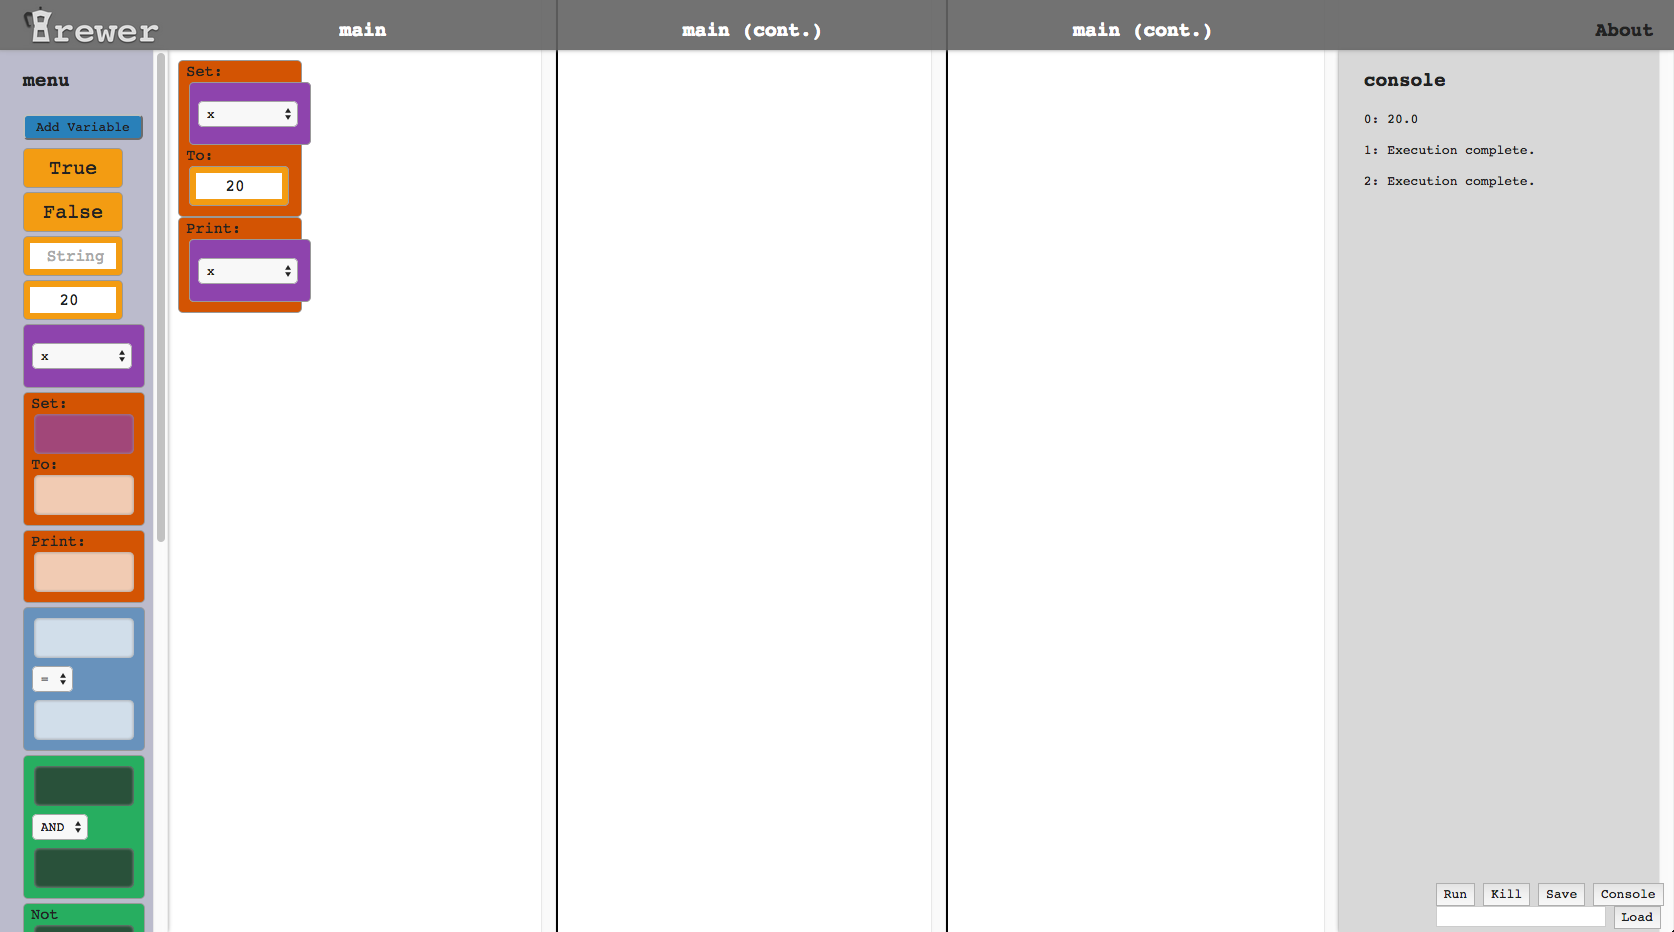 Brewer
main
main (cont.)
main (cont.)
About
menu
Add Variable
True
False
String
20
x
Set:
To:
Print:
=
AND
Not
Set:
x
To:
20
Print:
x
console
0: 20.0
1: Execution complete.
2: Execution complete.
Run
Kill
Save
Console
Load